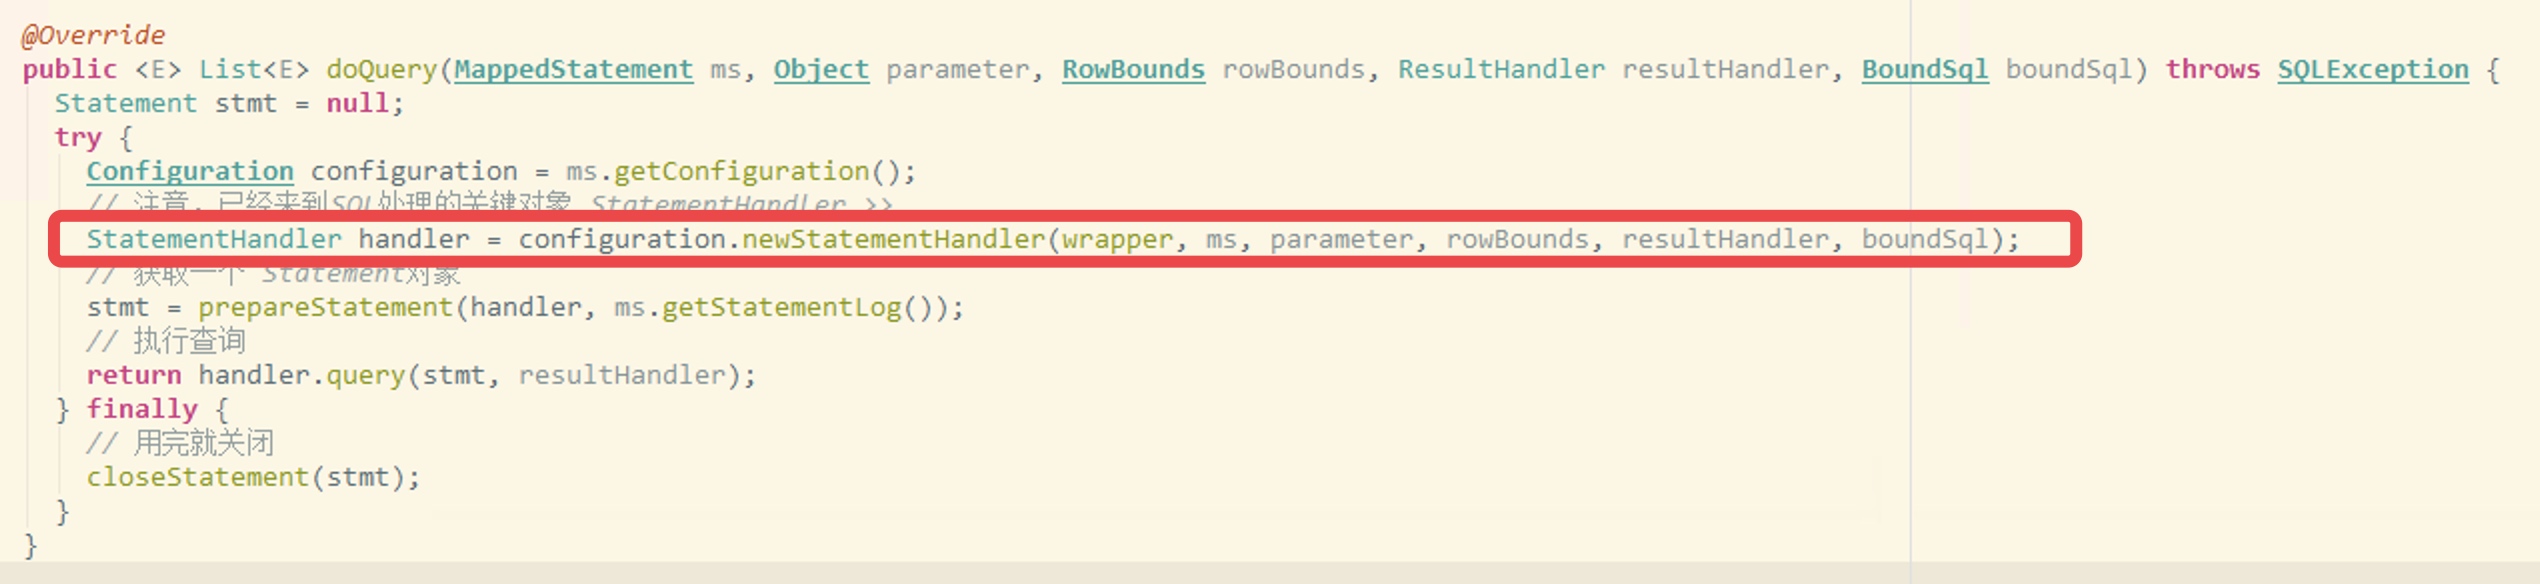 @Override
public <E> List<E> doQuery(MappedStatement ms, Object parameter, RowBounds rowBounds, ResultHandler resultHandler, BoundSql boundSql) throws SQLException {
Statement stmt = null;
try {
Configuration configuration = ms.getConfiguration();
// 注意，已经来到SQL处理的关键对象 StatementHandler >>
StatementHandler handler = configuration.newStatementHandler(wrapper, ms, parameter, rowBounds, resultHandler, boundSql);
// 获取一个 Statement对象
stmt = prepareStatement(handler, ms.getStatementLog());
// 执行查询
return handler.query(stmt, resultHandler);
} finally {
// 用完就关闭
closeStatement(stmt);
}
}